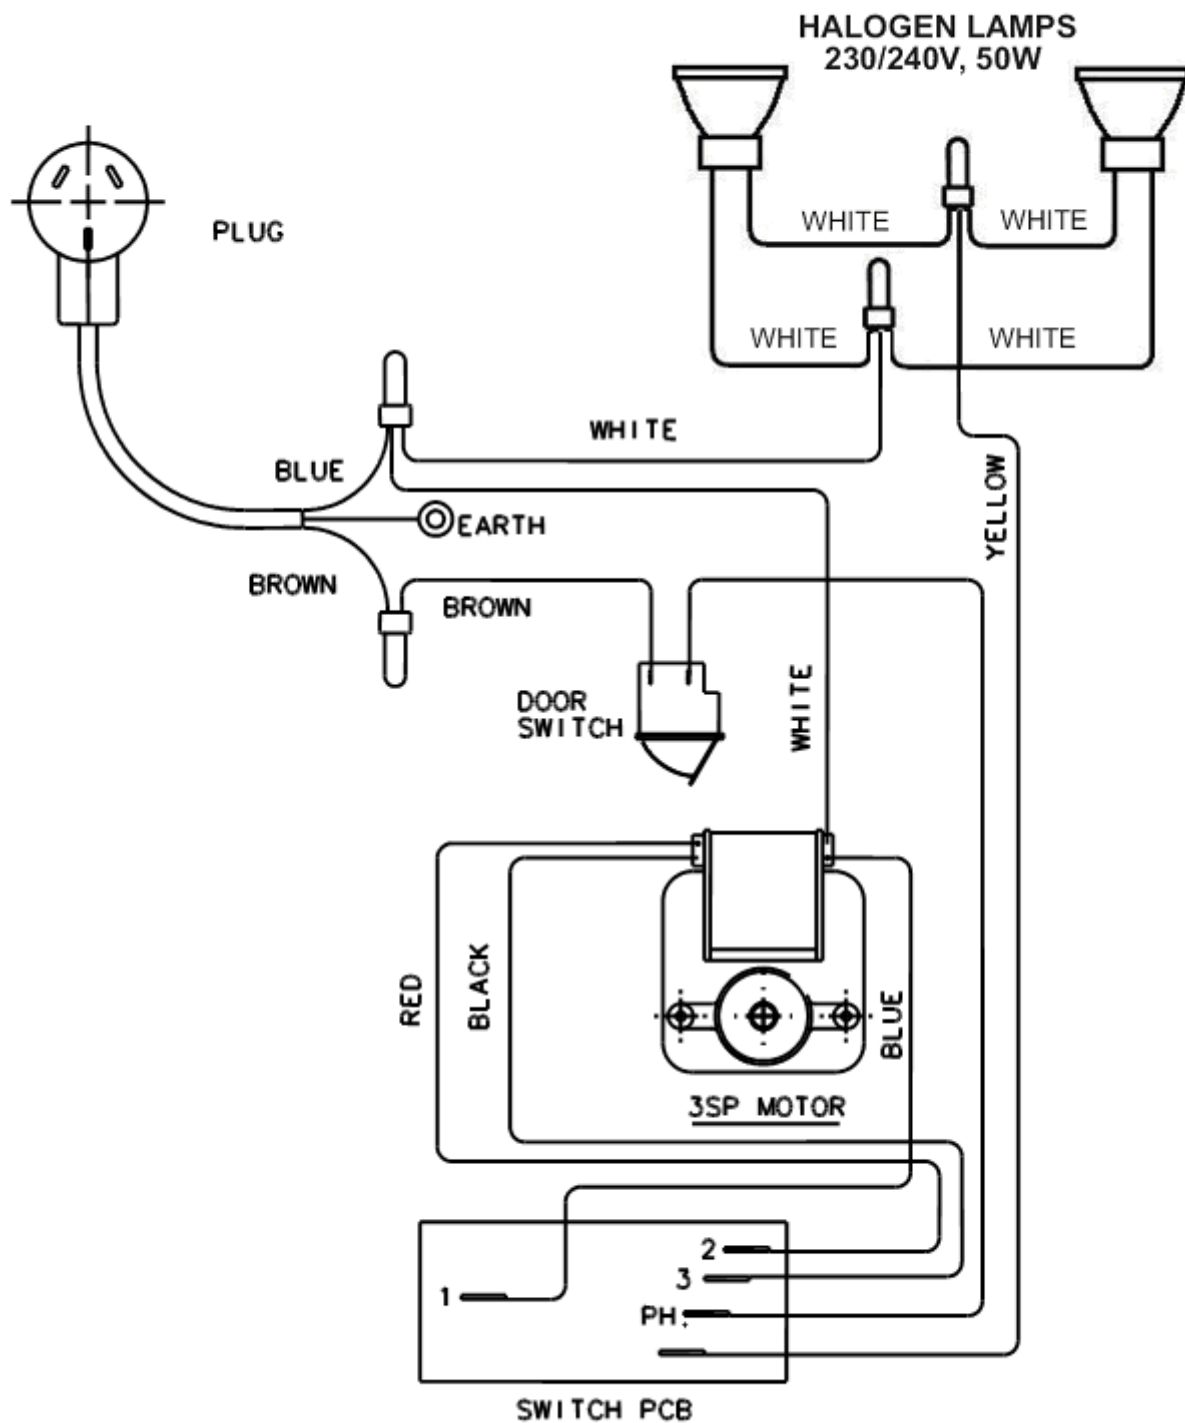 HALOGEN LAMPS
230/240V, 50W
PLUG
WHITE
WHITE
WHITE
WHITE
WHITE
BLUE
EARTH
YELLOW
BROWN
BROWN
DOOR
SWITCH
WHITE
RED
BLACK
BLUE
3SP MOTOR
2
3
1
PH.
SWITCH PCB